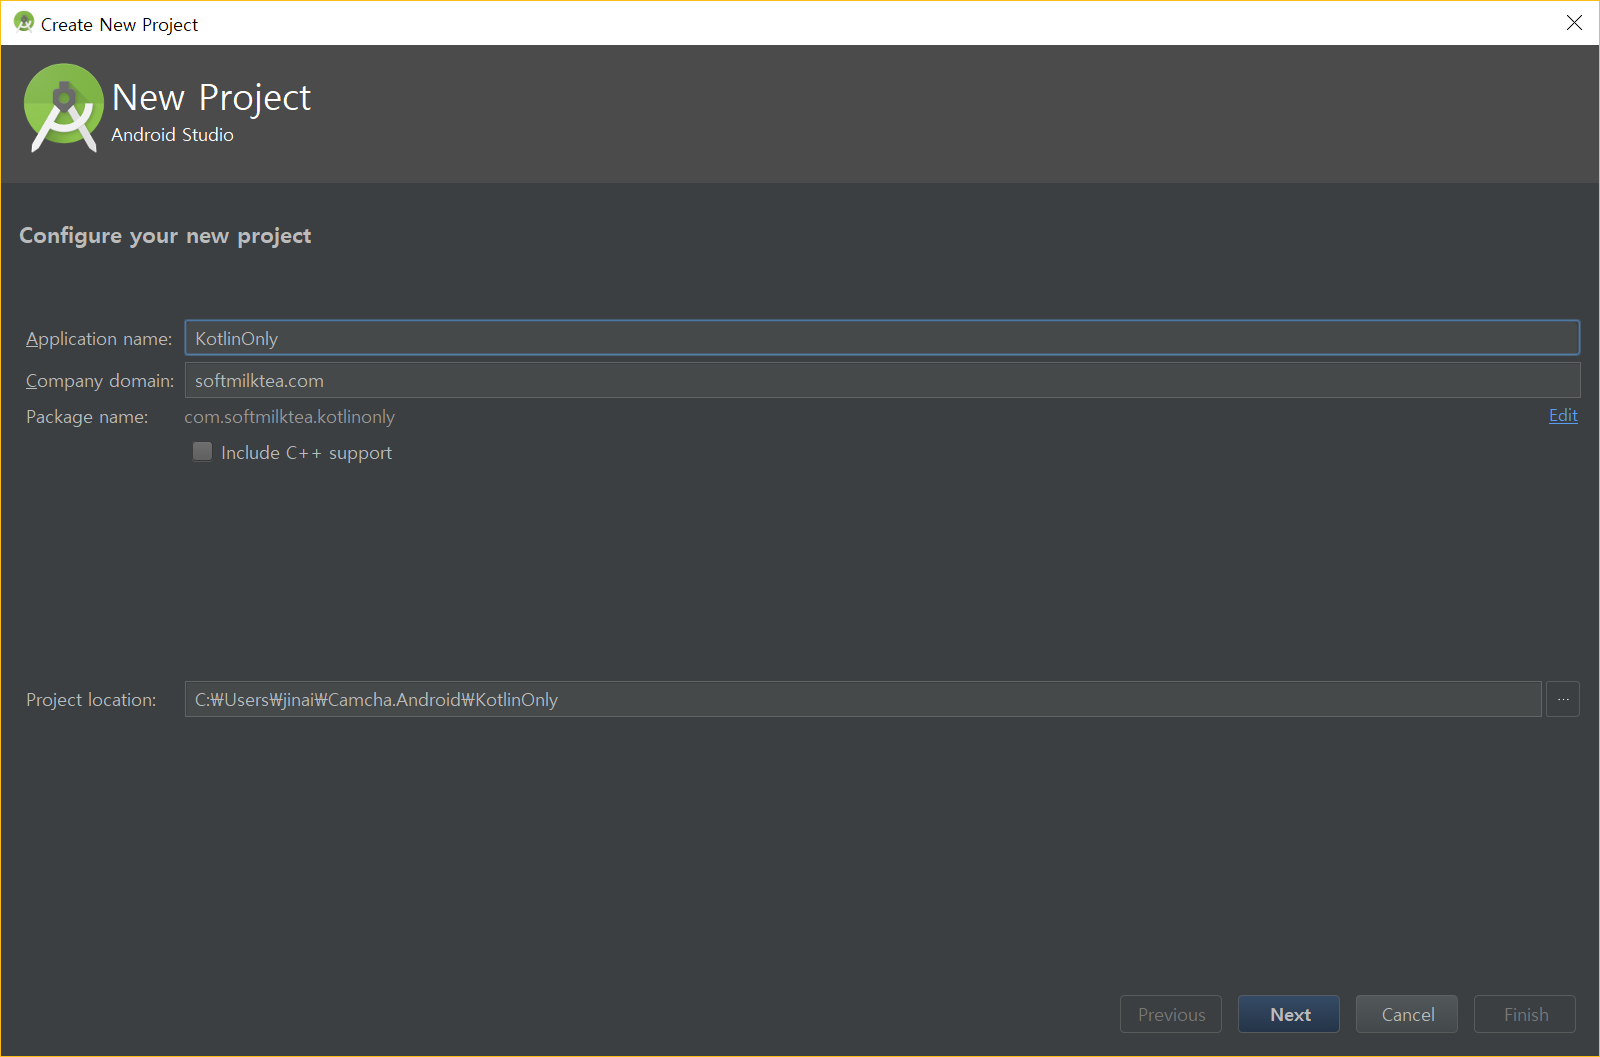 Create New Project
New Project
Android Studio
Configure your new project
Application name: KotlinOnly
Company domain: softmilktea.com
Package name: com.softmilktea.kotlinonly Edit
Include C++ support
Project location: C:₩Users₩jinai₩Camcha.Android₩KotlinOnly ...
Previous Next Cancel Finish